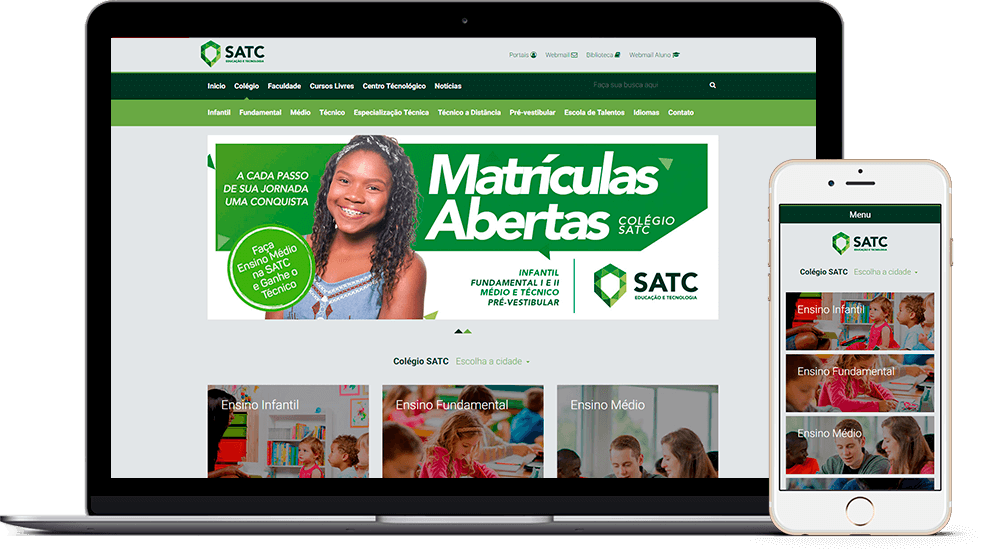 SATC
EDUCAÇÃO E TECNOLOGIA
Portais Webmail Biblioteca Webmail Aluno
Inicio Colégio Faculdade Cursos Livres Centro Técnológico Notícias Faça sua busca aqui
Infantil Fundamental Médio Técnico Especialização Técnica Técnico a Distância Pré-vestibular Escola de Talentos Idiomas Contato
A CADA PASSO
DE SUA JORNADA
UMA CONQUISTA
Matrículas
Abertas
COLÉGIO
SATC
Faça
Ensino Médio
na SATC
e Ganhe o
Técnico
INFANTIL
FUNDAMENTAL I E II
MÉDIO E TÉCNICO
PRÉ-VESTIBULAR
SATC
EDUCAÇÃO E TECNOLOGIA
Colégio SATC Escolha a cidade
Ensino Infantil Ensino Fundamental Ensino Médio
Menu
SATC
EDUCAÇÃO E TECNOLOGIA
Colégio SATC Escolha a cidade
Ensino Infantil
Ensino Fundamental
Ensino Médio